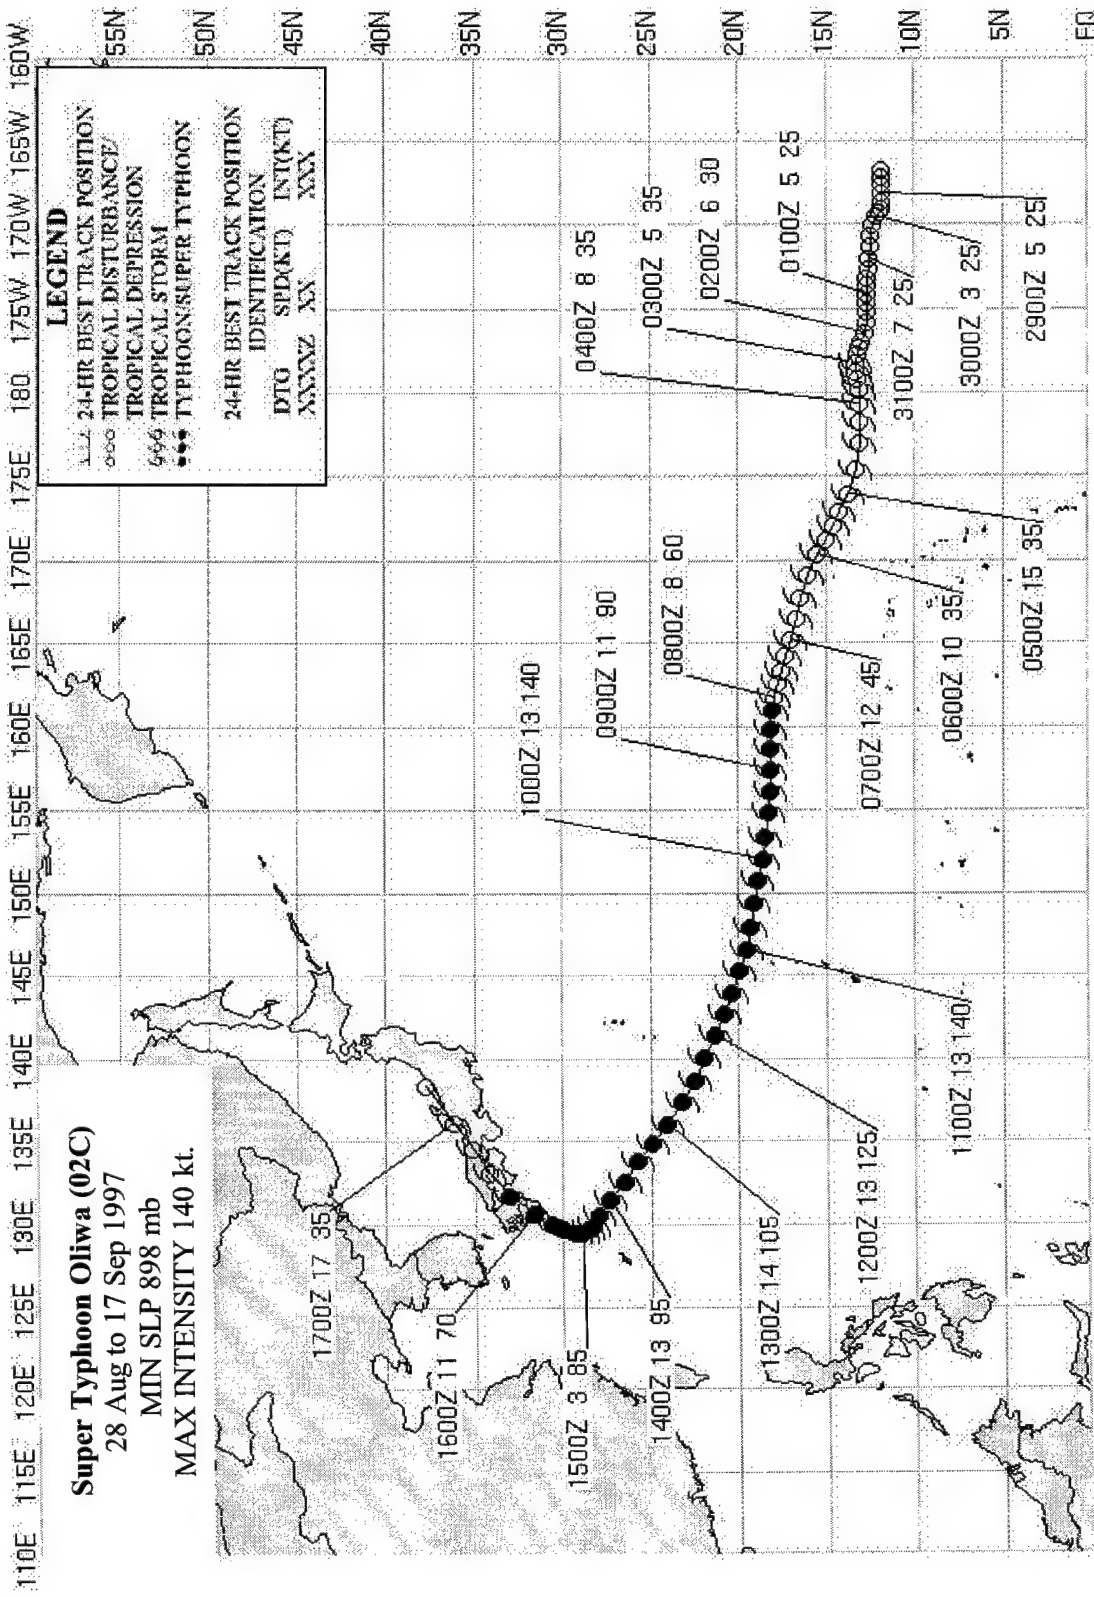 Super Typhoon Oliwa (02C)
28 Aug to 17 Sep 1997
MIN SLP 898 mb
MAX INTENSITY 140 kt.
LEGEND
24-HR BEST TRACK POSITION
TROPICAL DISTURBANCE/
TROPICAL DEPRESSION
TROPICAL STORM
TYPHOON/SUPER TYPHOON
24-HR BEST TRACK POSITION
IDENTIFICATION
DTG SPD(KT) INT(KT)
XXXXZ XX XXX
110E 115E 120E 125E 130E 135E 140E 145E 150E 155E 160E 165E 170E 175E 180 175W 170W 165W 160W
55N
50N
45N
40N
35N
30N
25N
20N
15N
10N
5N
EQ
1700Z 17 35
1600Z 11 70
1500Z 3 85
1400Z 13 95
1300Z 14 105
1200Z 13 125
1100Z 13 140
1000Z 13 140
0900Z 11 90
0800Z 8 60
0700Z 12 45
0600Z 10 35
0500Z 15 35
0400Z 8 35
0300Z 5 35
0200Z 6 30
0100Z 5 25
3100Z 7 25
3000Z 3 25
2900Z 5 25